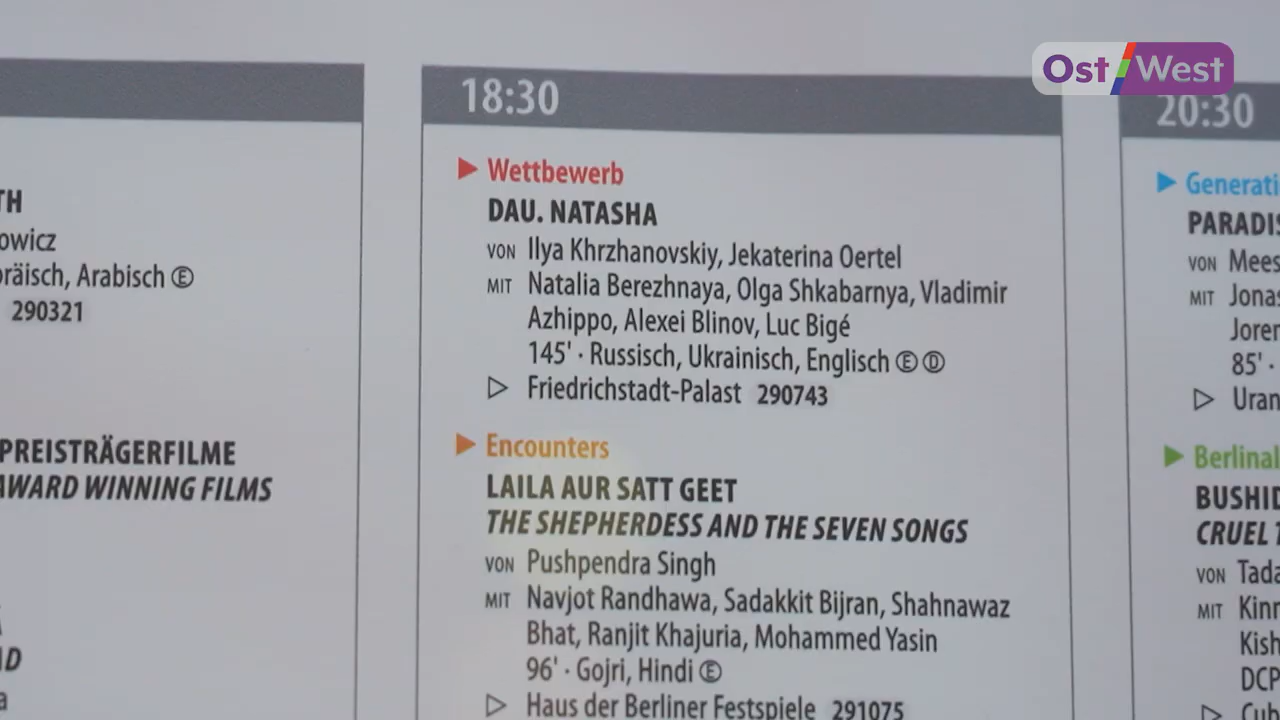 Ost West
TH
owicz
räisch, Arabisch Ⓔ
290321
PREISTRÄGERFILME
AWARD WINNING FILMS
18:30
Wettbewerb
DAU. NATASHA
VON Ilya Khrzhanovskiy, Jekaterina Oertel
MIT Natalia Berezhnaya, Olga Shkabarnya, Vladimir
Azhippo, Alexei Blinov, Luc Bigé
145' · Russisch, Ukrainisch, Englisch Ⓔ Ⓓ
Friedrichstadt-Palast 290743
Encounters
LAILA AUR SATT GEET
THE SHEPHERDESS AND THE SEVEN SONGS
VON Pushpendra Singh
MIT Navjot Randhawa, Sadakkit Bijran, Shahnawaz
Bhat, Ranjit Khajuria, Mohammed Yasin
96' · Gojri, Hindi Ⓔ
Haus der Berliner Festspiele 291075
20:30
Generati
PARADIS
VON Mees
MIT Jonas
Joren
85' ·
Uran
Berlinal
BUSHID
CRUEL
VON Tada
MIT Kinn
Kish
DCP
Cub